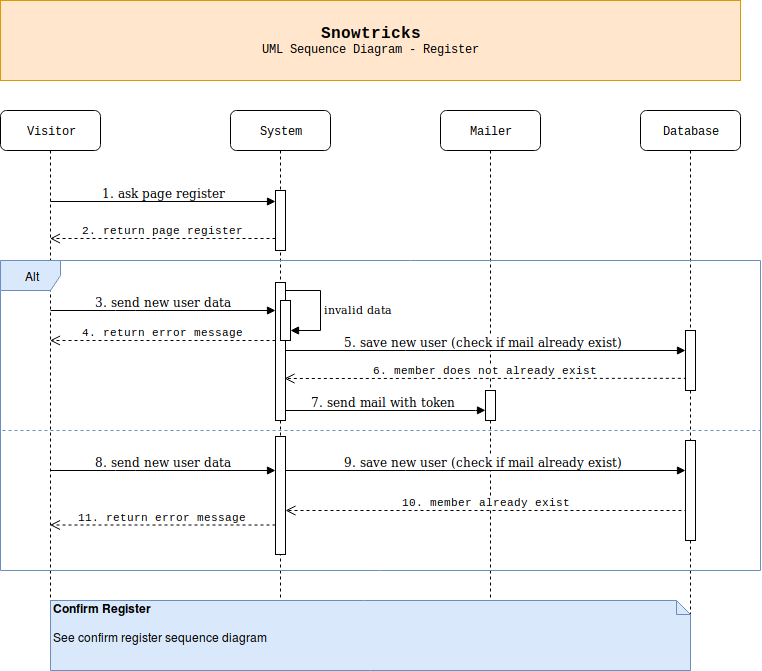 Snowtricks
UML Sequence Diagram - Register
Visitor
System
Mailer
Database
1. ask page register
2. return page register
Alt
3. send new user data
invalid data
4. return error message
5. save new user (check if mail already exist)
6. member does not already exist
7. send mail with token
8. send new user data
9. save new user (check if mail already exist)
10. member already exist
11. return error message
Confirm Register
See confirm register sequence diagram